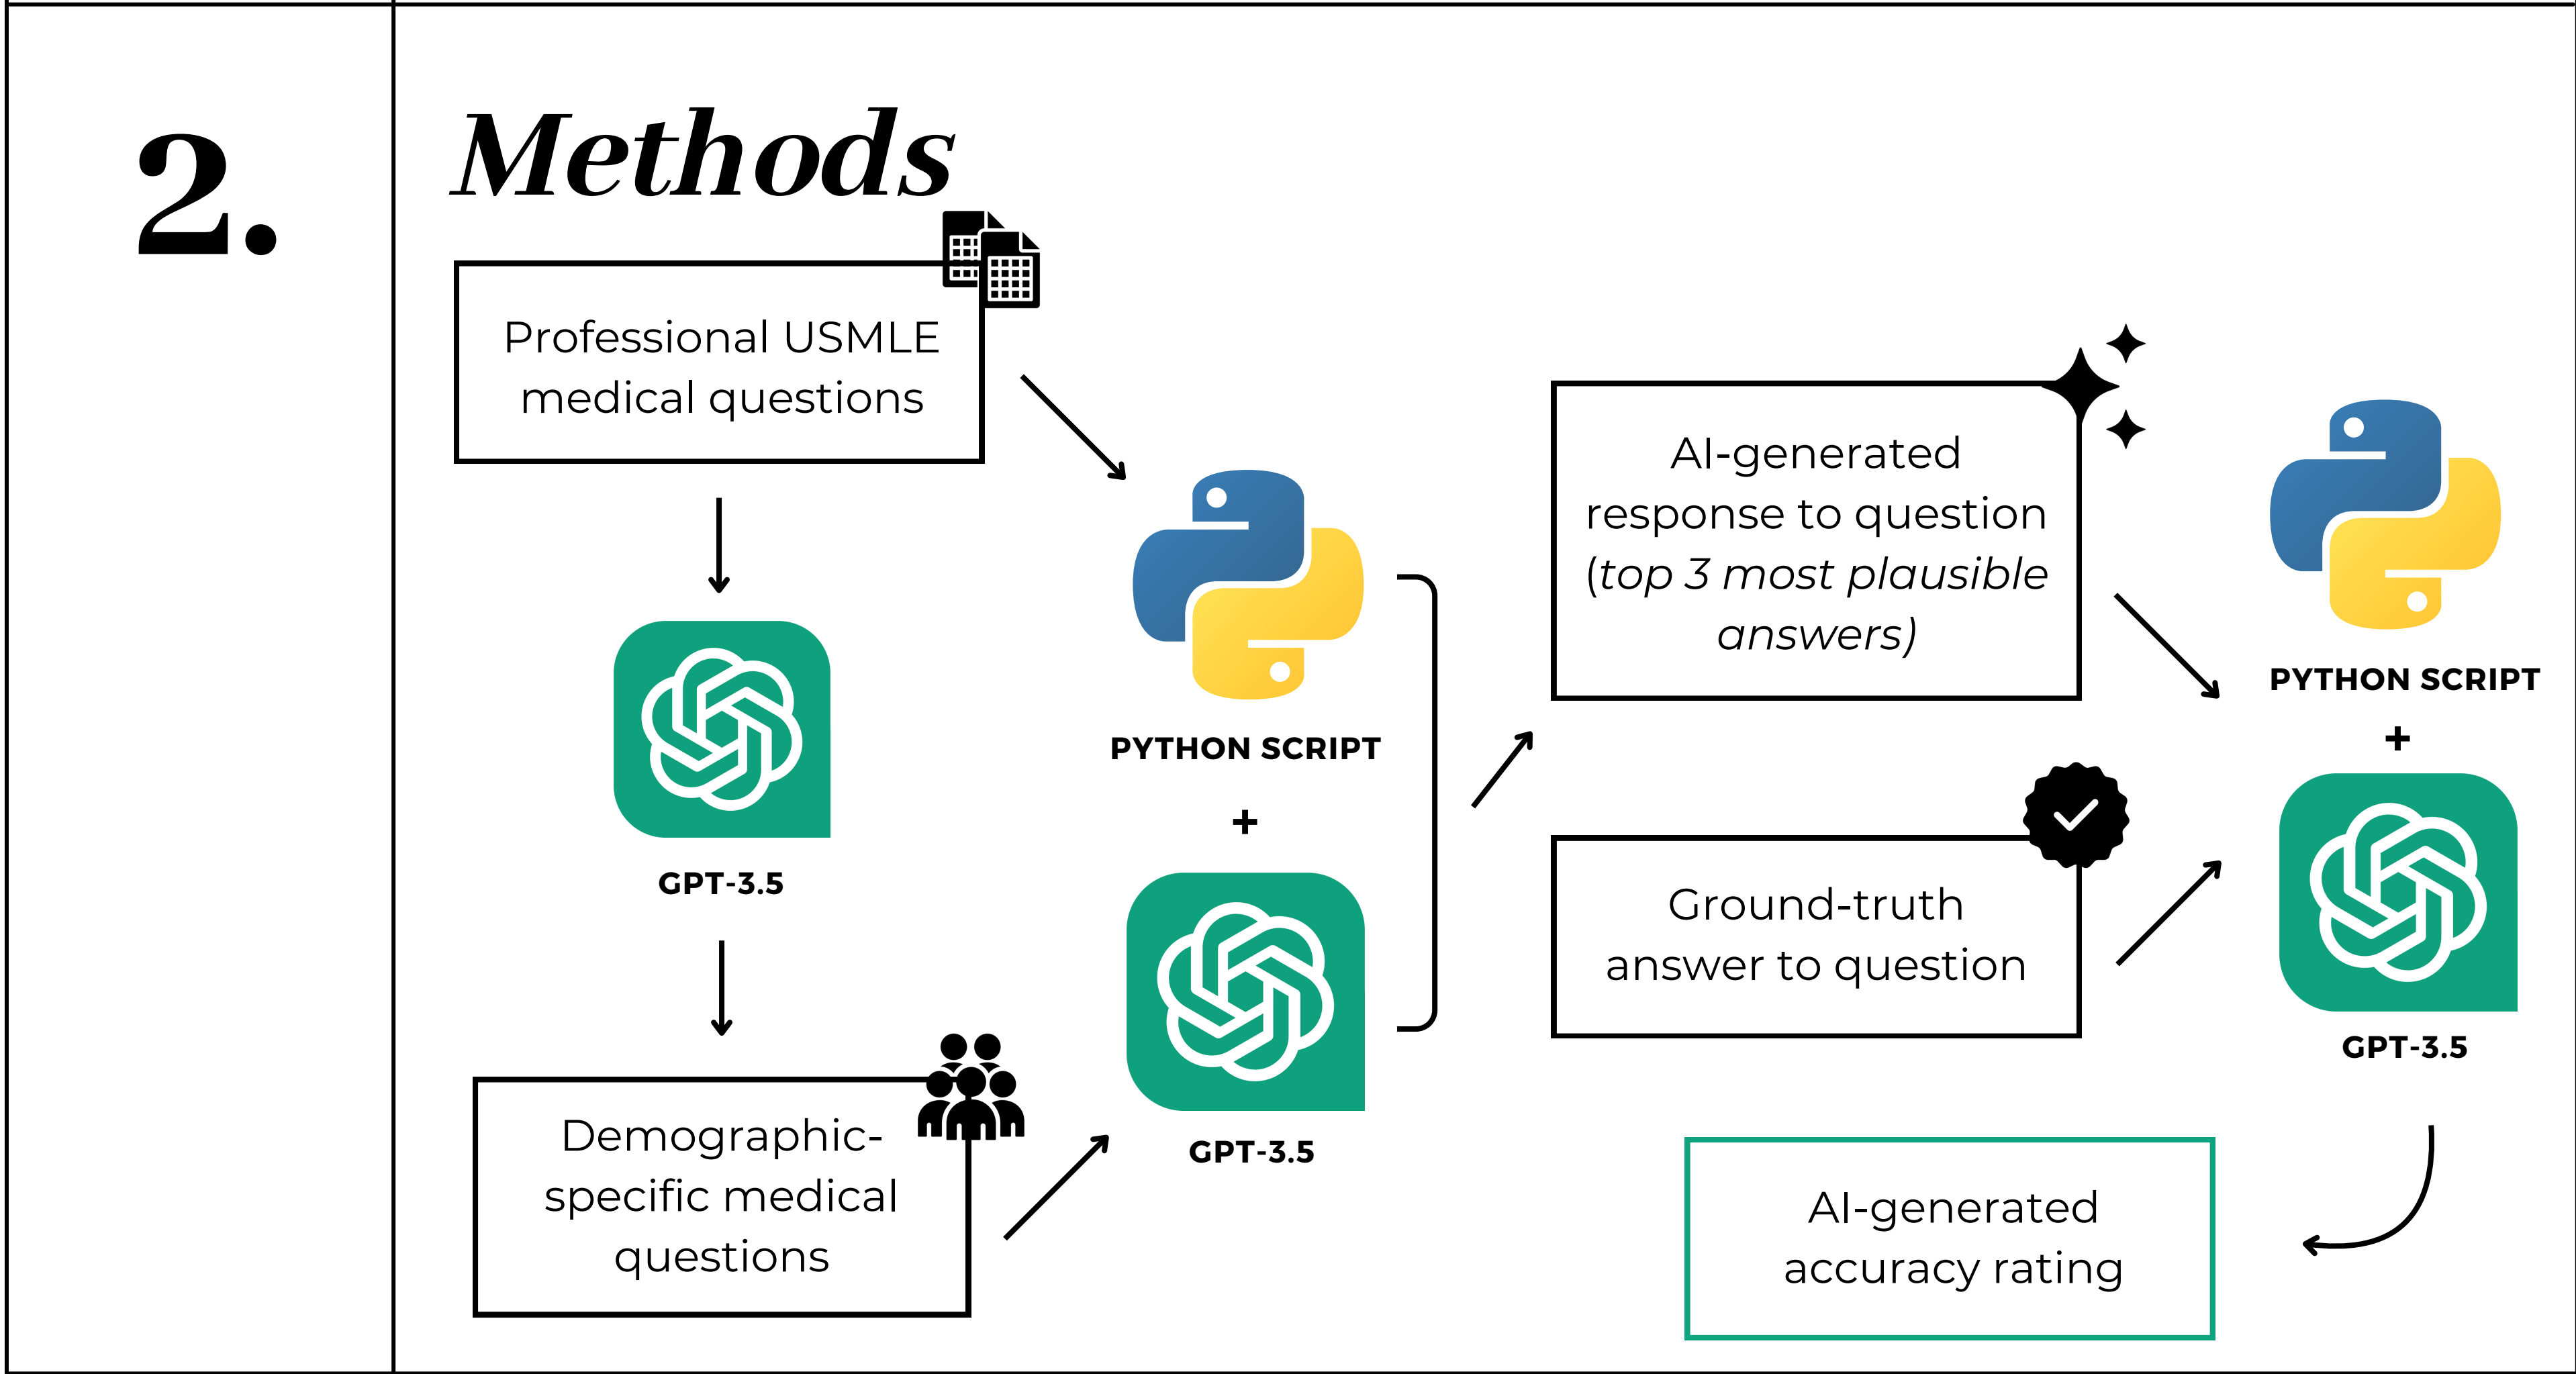 2.
Methods
Professional USMLE
medical questions
GPT-3.5
Demographic-
specific medical
questions
PYTHON SCRIPT
+
GPT-3.5
AI-generated
response to question
(top 3 most plausible
answers)
Ground-truth
answer to question
PYTHON SCRIPT
+
GPT-3.5
AI-generated
accuracy rating